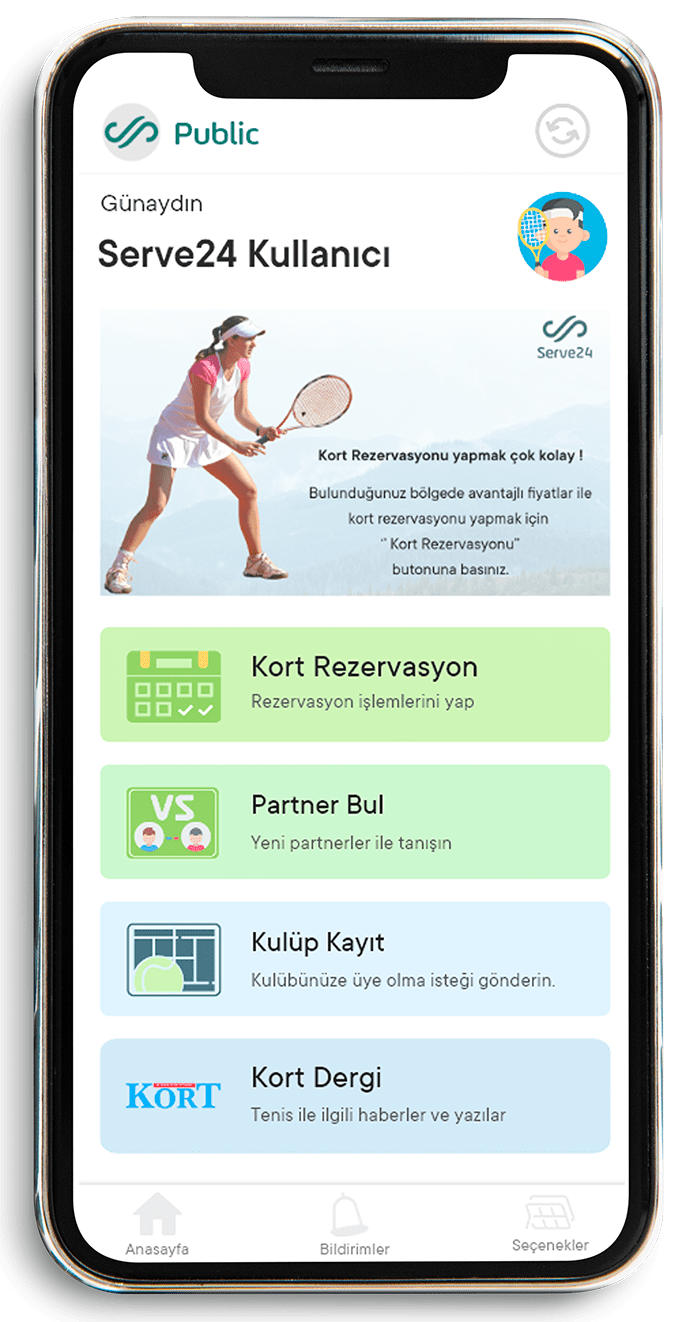 Public
Günaydın
Serve24 Kullanıcı
Serve24
Kort Rezervasyonu yapmak çok kolay !
Bulunduğunuz bölgede avantajlı fiyatlar ile
kort rezervasyonu yapmak için
“ Kort Rezervasyonu”
butonuna basınız.
Kort Rezervasyon
Rezervasyon işlemlerini yap
VS
Partner Bul
Yeni partnerler ile tanışın
Kulüp Kayıt
Kulübünüze üye olma isteği gönderin.
KORT
Kort Dergi
Tenis ile ilgili haberler ve yazılar
Anasayfa
Bildirimler
Seçenekler